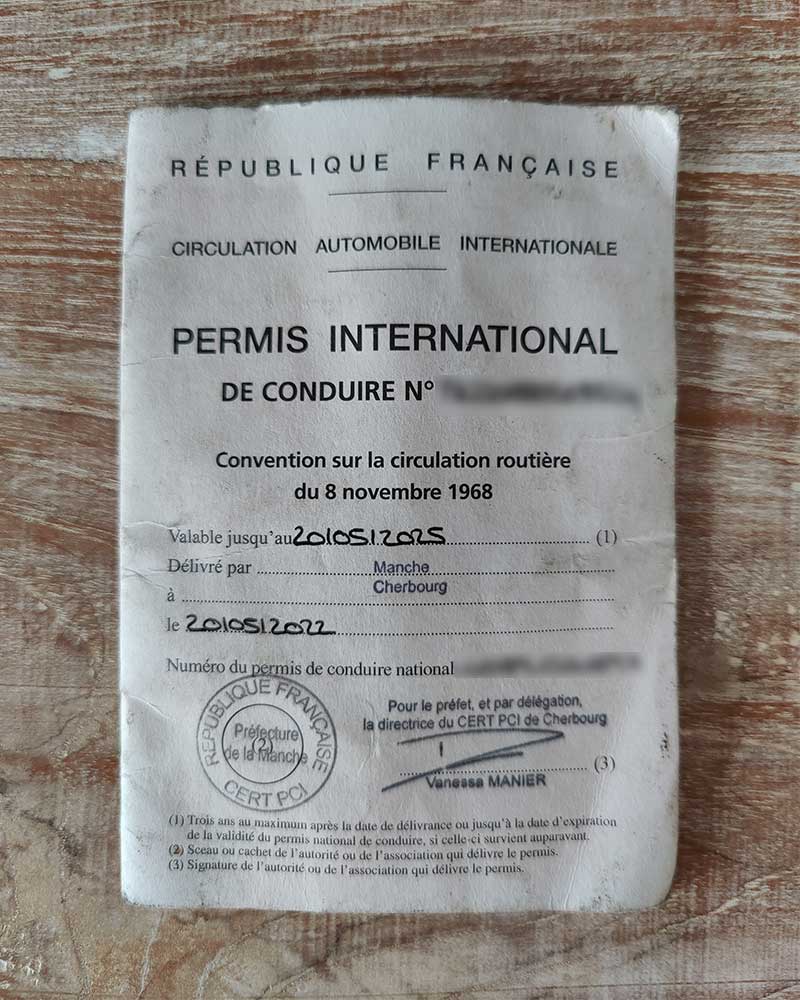 RÉPUBLIQUE FRANÇAISE
CIRCULATION AUTOMOBILE INTERNATIONALE
PERMIS INTERNATIONAL
DE CONDUIRE N°
Convention sur la circulation routière
du 8 novembre 1968
Valable jusqu'au 20/05/2025 (1)
Délivré par Manche
à Cherbourg
le 20/05/2022
Numéro du permis de conduire national
RÉPUBLIQUE FRANÇAISE
Préfecture
(2)
de la Manche
CERT PCI
Pour le préfet, et par délégation,
la directrice du CERT PCI de Cherbourg
(3)
Vanessa MANIER
(1) Trois ans au maximum après la date de délivrance ou jusqu'à la date d'expiration
de la validité du permis national de conduire, si celle-ci survient auparavant.
(2) Sceau ou cachet de l'autorité ou de l'association qui délivre le permis.
(3) Signature de l'autorité ou de l'association qui délivre le permis.